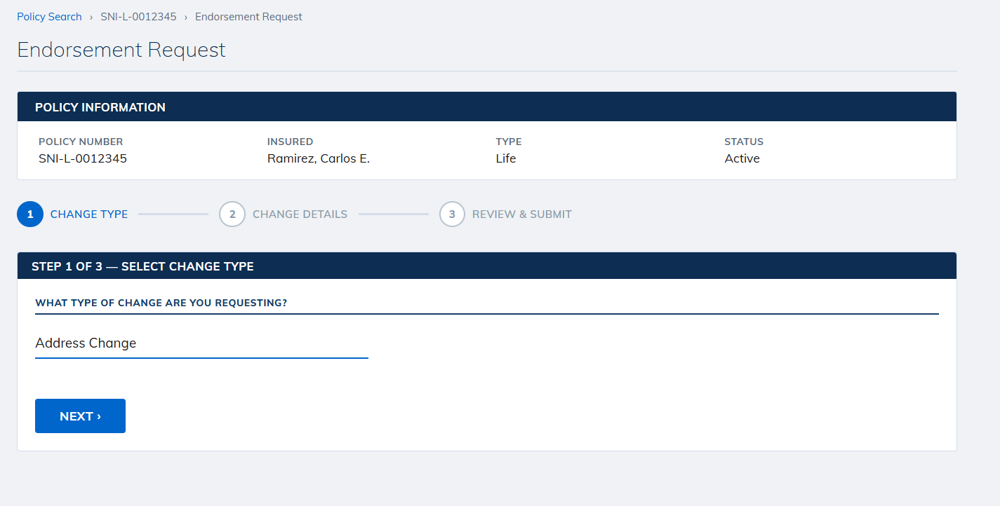 Policy Search › SNI-L-0012345 › Endorsement Request
Endorsement Request
POLICY INFORMATION
POLICY NUMBER INSURED TYPE STATUS
SNI-L-0012345 Ramirez, Carlos E. Life Active
1 CHANGE TYPE 2 CHANGE DETAILS 3 REVIEW & SUBMIT
STEP 1 OF 3 — SELECT CHANGE TYPE
WHAT TYPE OF CHANGE ARE YOU REQUESTING?
Address Change
NEXT ›